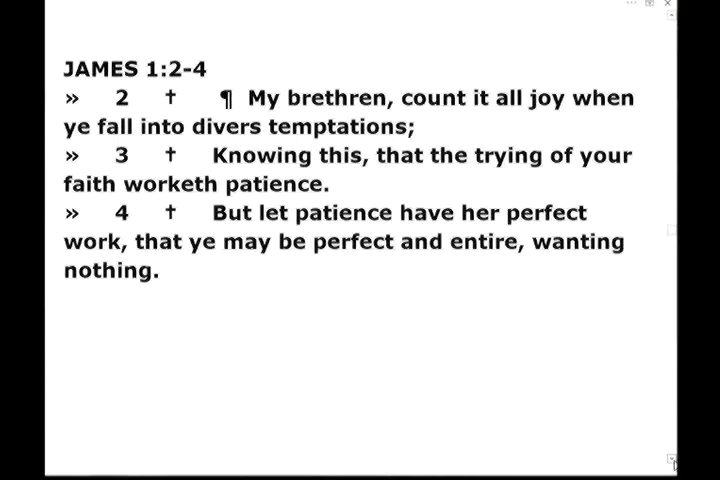 JAMES 1:2-4
» 2 † ¶ My brethren, count it all joy when
ye fall into divers temptations;
» 3 † Knowing this, that the trying of your
faith worketh patience.
» 4 † But let patience have her perfect
work, that ye may be perfect and entire, wanting
nothing.